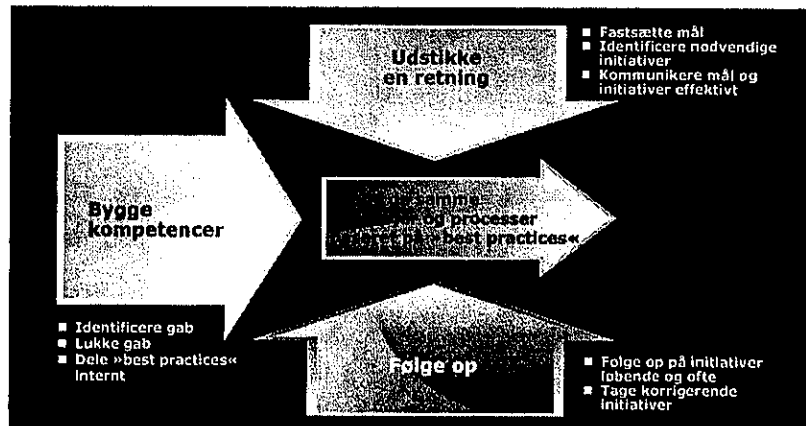 Udstikke
en retning
■ Fastsætte mål
■ Identificere nødvendige
initiativer
■ Kommunikere mål og
initiativer effektivt
Bygge
kompetencer
samme
og processer
på »best practices«
■ Identificere gab
■ Lukke gab
■ Dele »best practices«
internt
Følge op
■ Følge op på initiativer
løbende og ofte
■ Tage korrigerende
initiativer